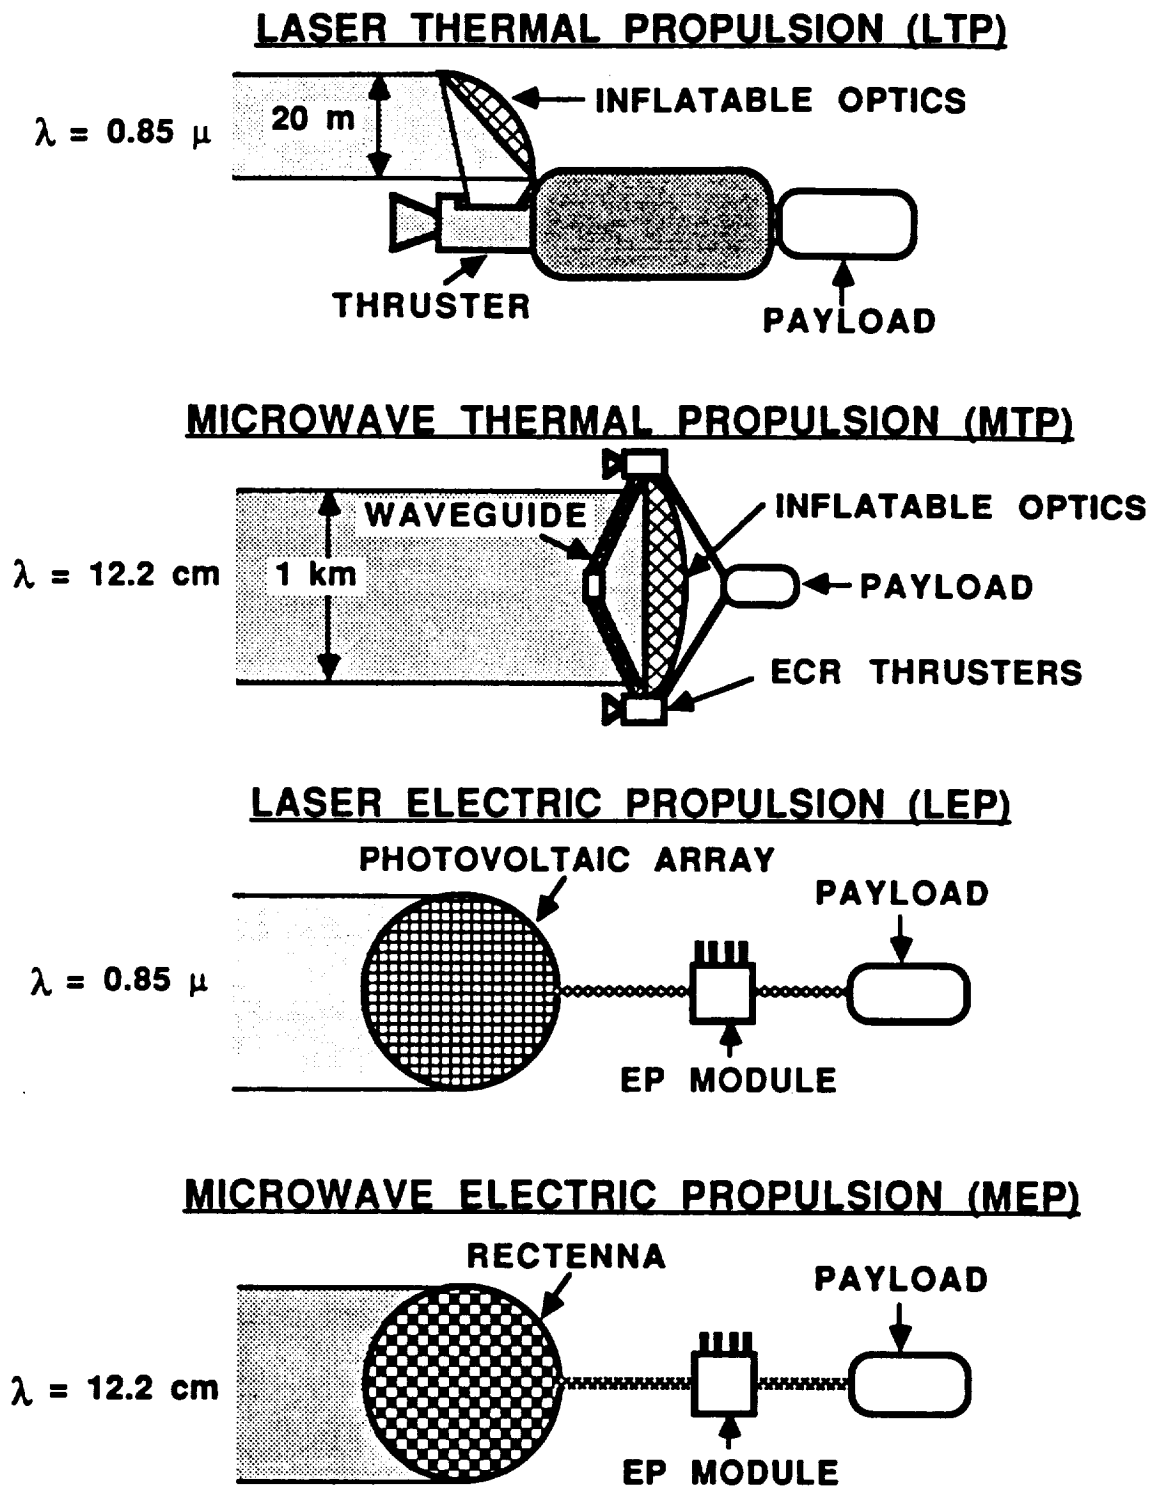 LASER THERMAL PROPULSION (LTP)
INFLATABLE OPTICS
20 m
λ = 0.85 μ
THRUSTER
PAYLOAD
MICROWAVE THERMAL PROPULSION (MTP)
WAVEGUIDE
INFLATABLE OPTICS
λ = 12.2 cm
1 km
PAYLOAD
ECR THRUSTERS
LASER ELECTRIC PROPULSION (LEP)
PHOTOVOLTAIC ARRAY
PAYLOAD
λ = 0.85 μ
EP MODULE
MICROWAVE ELECTRIC PROPULSION (MEP)
RECTENNA
PAYLOAD
λ = 12.2 cm
EP MODULE